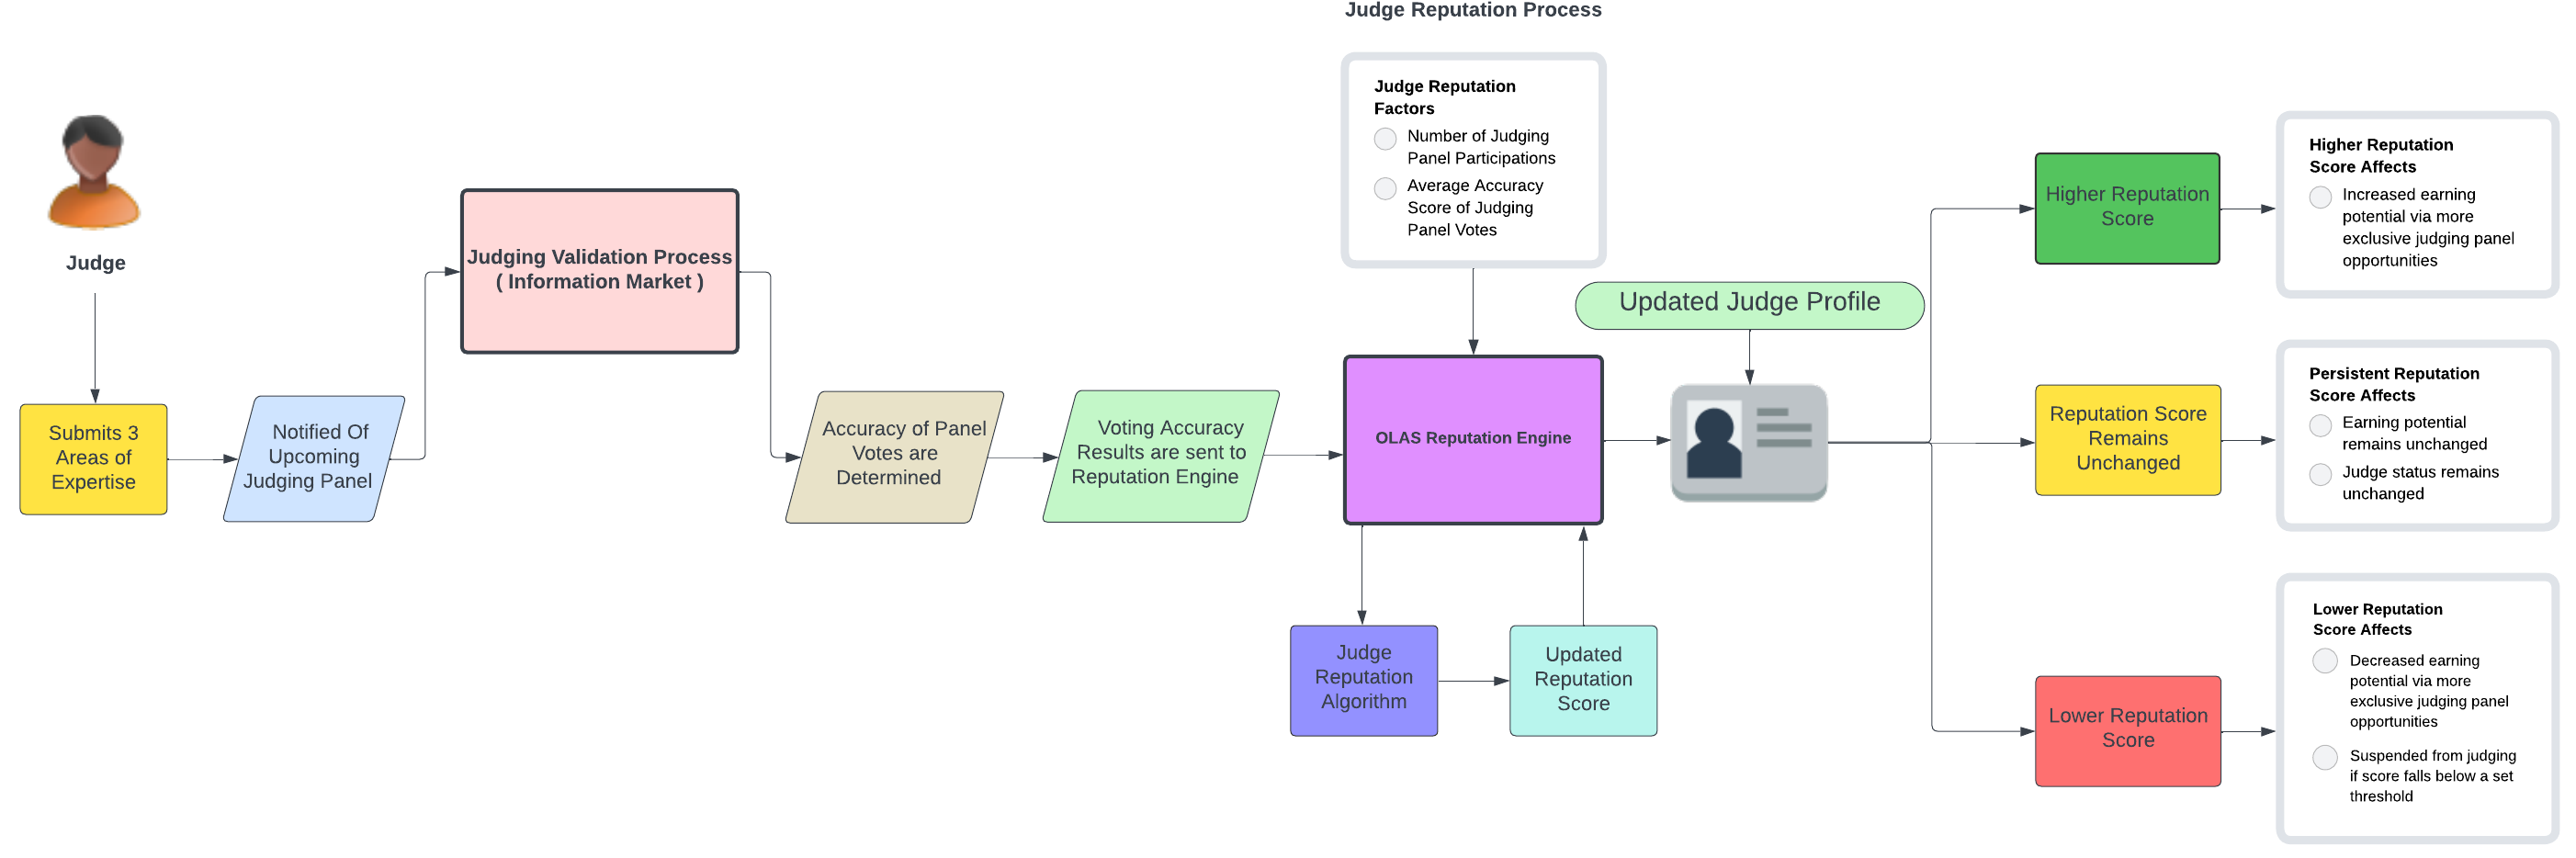 Judge Reputation Process
Judge
Submits 3
Areas of
Expertise
Notified Of
Upcoming
Judging Panel
Judging Validation Process
( Information Market )
Accuracy of Panel
Votes are
Determined
Voting Accuracy
Results are sent to
Reputation Engine
Judge Reputation
Factors
Number of Judging
Panel Participations
Average Accuracy
Score of Judging
Panel Votes
OLAS Reputation Engine
Judge
Reputation
Algorithm
Updated
Reputation
Score
Updated Judge Profile
Higher Reputation
Score
Higher Reputation
Score Affects
Increased earning
potential via more
exclusive judging panel
opportunities
Reputation Score
Remains
Unchanged
Persistent Reputation
Score Affects
Earning potential
remains unchanged
Judge status remains
unchanged
Lower Reputation
Score
Lower Reputation
Score Affects
Decreased earning
potential via more
exclusive judging panel
opportunities
Suspended from judging
if score falls below a set
threshold